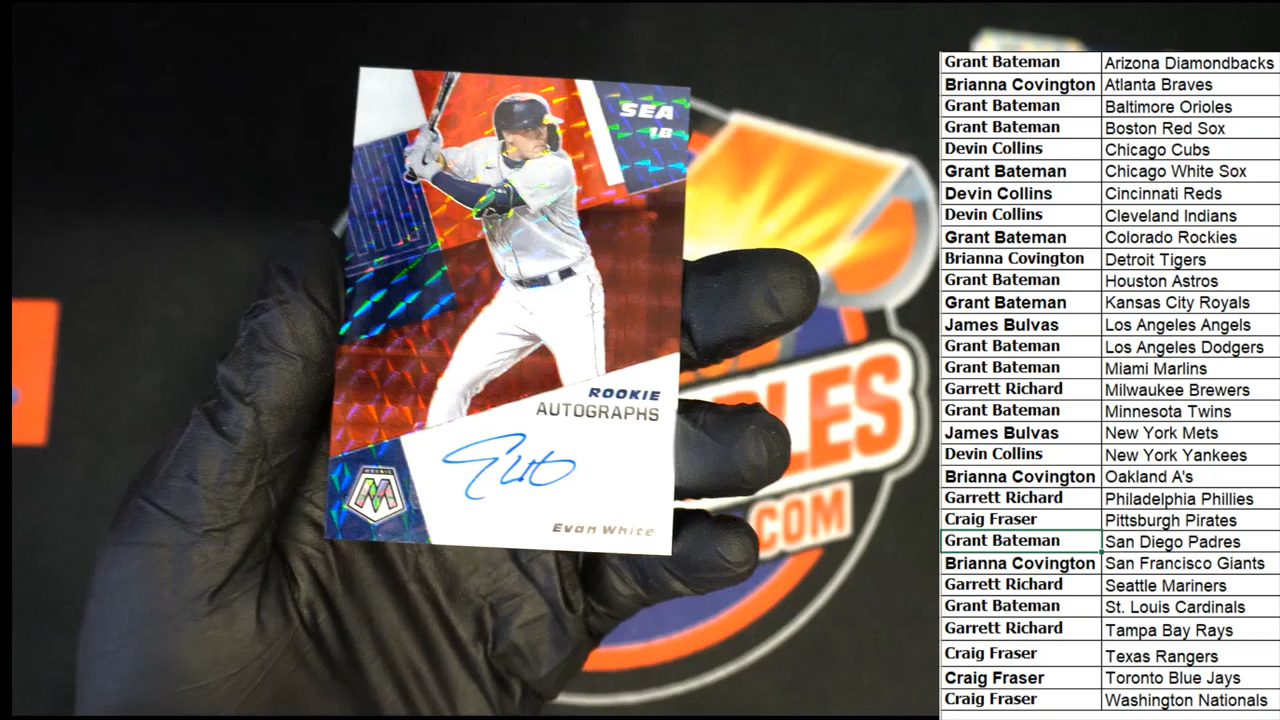 SEA
1B
ROOKIE
AUTOGRAPHS
MOSAIC
M
Evan White
LES
.COM
Grant Bateman Arizona Diamondbacks
Brianna Covington Atlanta Braves
Grant Bateman Baltimore Orioles
Grant Bateman Boston Red Sox
Devin Collins Chicago Cubs
Grant Bateman Chicago White Sox
Devin Collins Cincinnati Reds
Devin Collins Cleveland Indians
Grant Bateman Colorado Rockies
Brianna Covington Detroit Tigers
Grant Bateman Houston Astros
Grant Bateman Kansas City Royals
James Bulvas Los Angeles Angels
Grant Bateman Los Angeles Dodgers
Grant Bateman Miami Marlins
Garrett Richard Milwaukee Brewers
Grant Bateman Minnesota Twins
James Bulvas New York Mets
Devin Collins New York Yankees
Brianna Covington Oakland A's
Garrett Richard Philadelphia Phillies
Craig Fraser Pittsburgh Pirates
Grant Bateman San Diego Padres
Brianna Covington San Francisco Giants
Garrett Richard Seattle Mariners
Grant Bateman St. Louis Cardinals
Garrett Richard Tampa Bay Rays
Craig Fraser Texas Rangers
Craig Fraser Toronto Blue Jays
Craig Fraser Washington Nationals